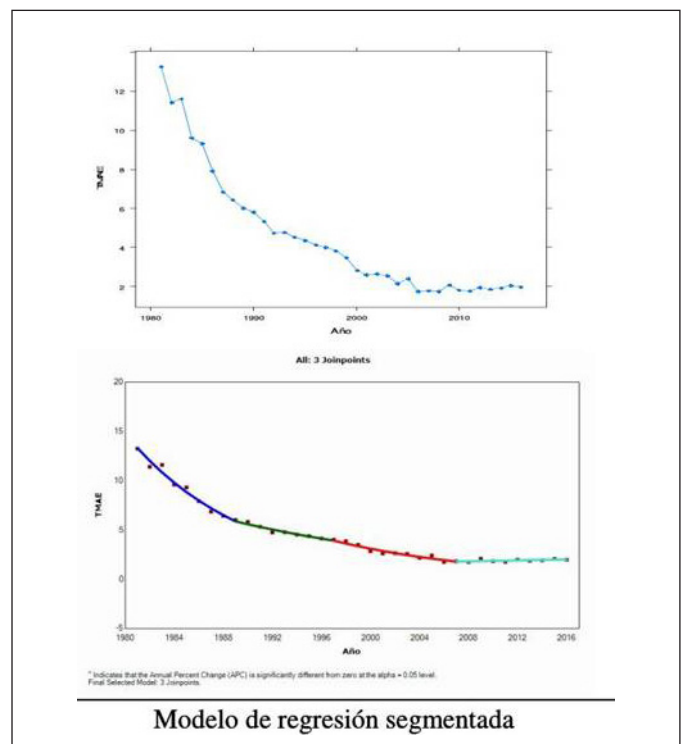 12
10
8
6
4
2
TMAE
1980 1990 2000 2010
Año
All: 3 Joinpoints
20
15
10
5
0
-5
TMAE
1980 1984 1988 1992 1996 2000 2004 2008 2012 2016
Año
* Indicates that the Annual Percent Change (APC) is significantly different from zero at the alpha = 0.05 level.
Final Selected Model: 3 Joinpoints.
Modelo de regresión segmentada